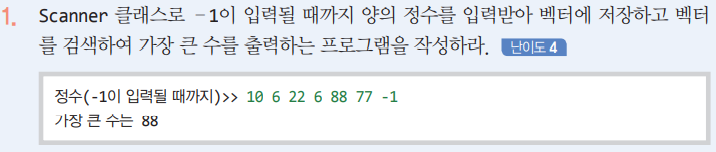 1. Scanner 클래스로 -1이 입력될 때까지 양의 정수를 입력받아 벡터에 저장하고 벡터
를 검색하여 가장 큰 수를 출력하는 프로그램을 작성하라. 난이도 4
정수(-1이 입력될 때까지)>> 10 6 22 6 88 77 -1
가장 큰 수는 88